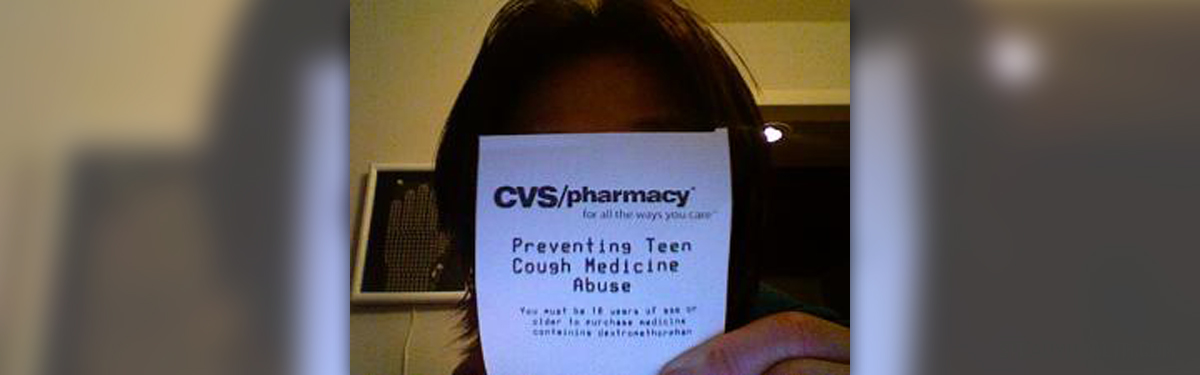 CVS/pharmacy
for all the ways you care™
Preventing Teen
Cough Medicine
Abuse
You must be 18 years of age or
older to purchase medicine
containing dextromethorphan